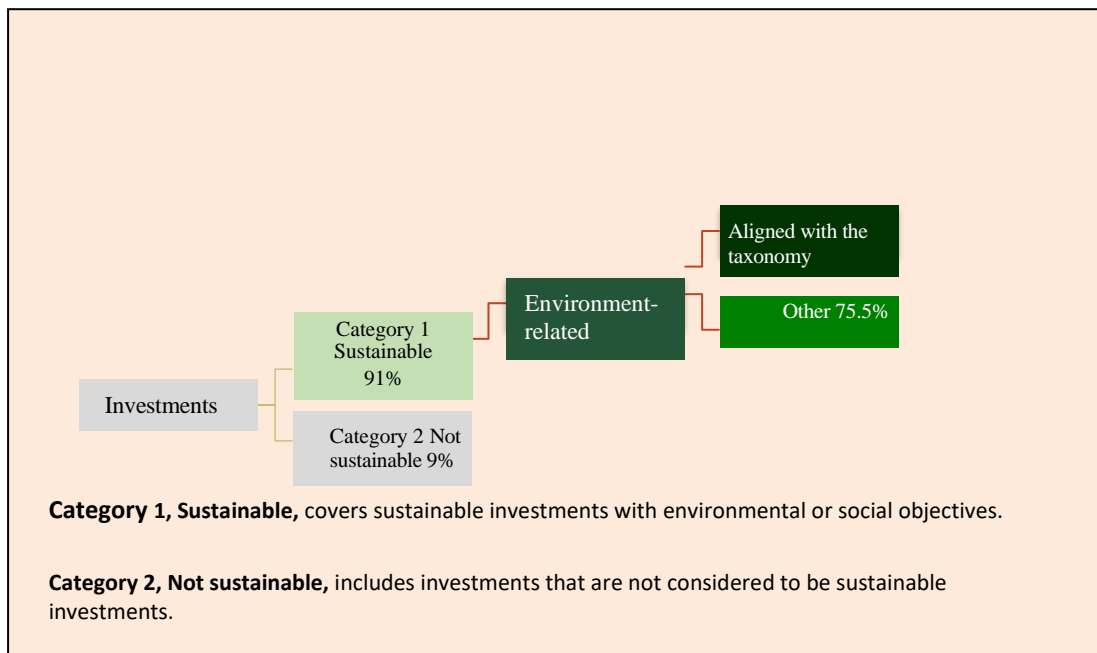 Aligned with the
taxonomy
Other 75.5%
Environment-
related
Category 1
Sustainable
91%
Investments
Category 2 Not
sustainable 9%
Category 1, Sustainable, covers sustainable investments with environmental or social objectives.
Category 2, Not sustainable, includes investments that are not considered to be sustainable
investments.